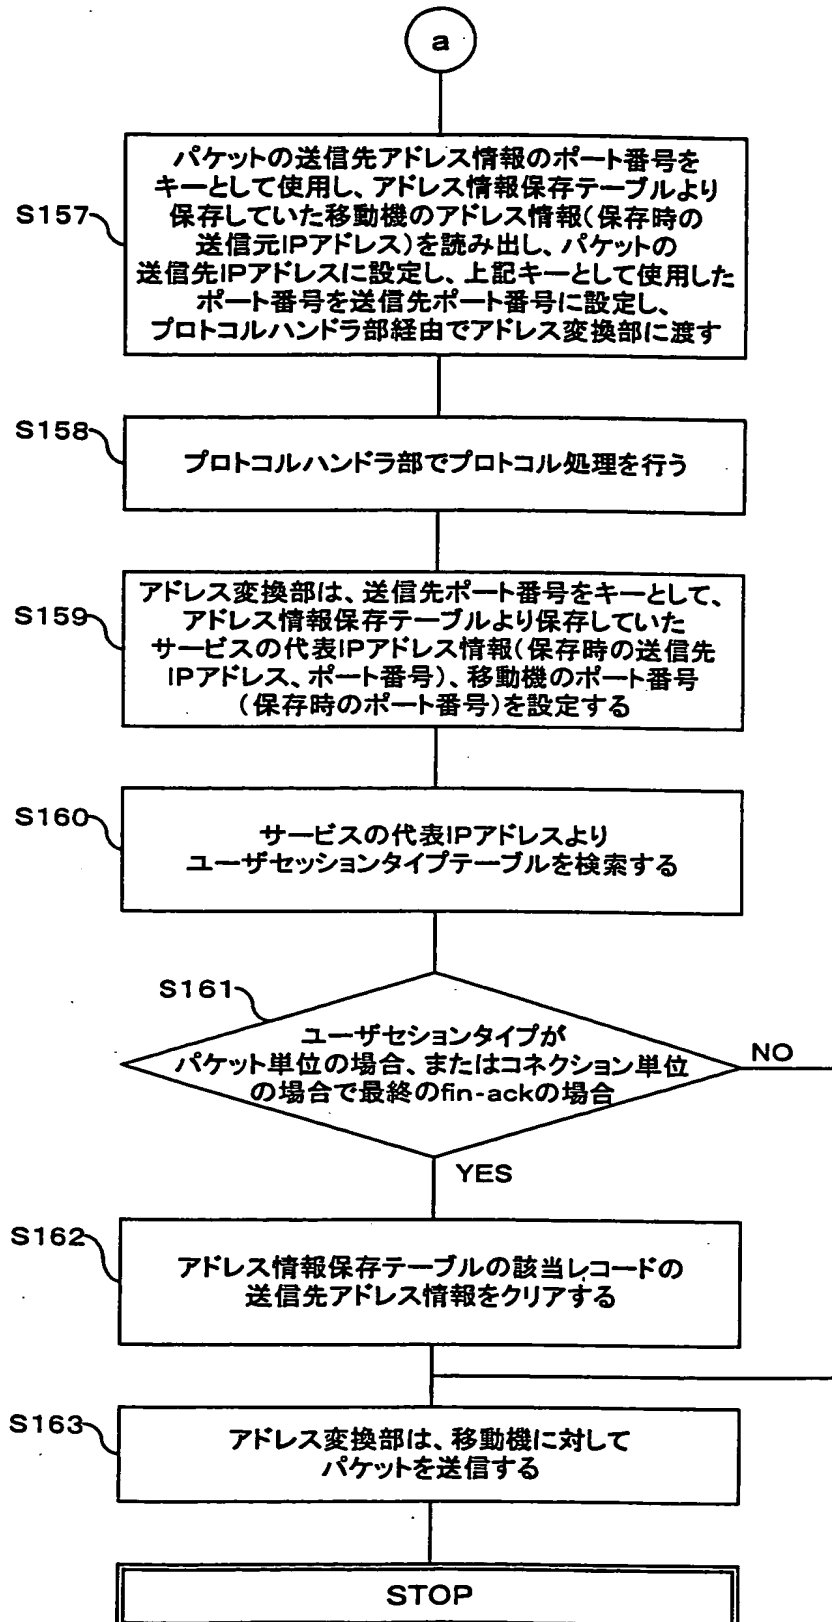 a
S157
パケットの送信先アドレス情報のポート番号を
キーとして使用し、アドレス情報保存テーブルより
保存していた移動機のアドレス情報(保存時の
送信元IPアドレス)を読み出し、パケットの
送信先IPアドレスに設定し、上記キーとして使用した
ポート番号を送信先ポート番号に設定し、
プロトコルハンドラ部経由でアドレス変換部に渡す
S158
プロトコルハンドラ部でプロトコル処理を行う
S159
アドレス変換部は、送信先ポート番号をキーとして、
アドレス情報保存テーブルより保存していた
サービスの代表IPアドレス情報(保存時の送信先
IPアドレス、ポート番号)、移動機のポート番号
(保存時のポート番号)を設定する
S160
サービスの代表IPアドレスより
ユーザセッションタイプテーブルを検索する
S161
ユーザセションタイプが
パケット単位の場合、またはコネクション単位
の場合で最終のfin-ackの場合
NO
YES
S162
アドレス情報保存テーブルの該当レコードの
送信先アドレス情報をクリアする
S163
アドレス変換部は、移動機に対して
パケットを送信する
STOP